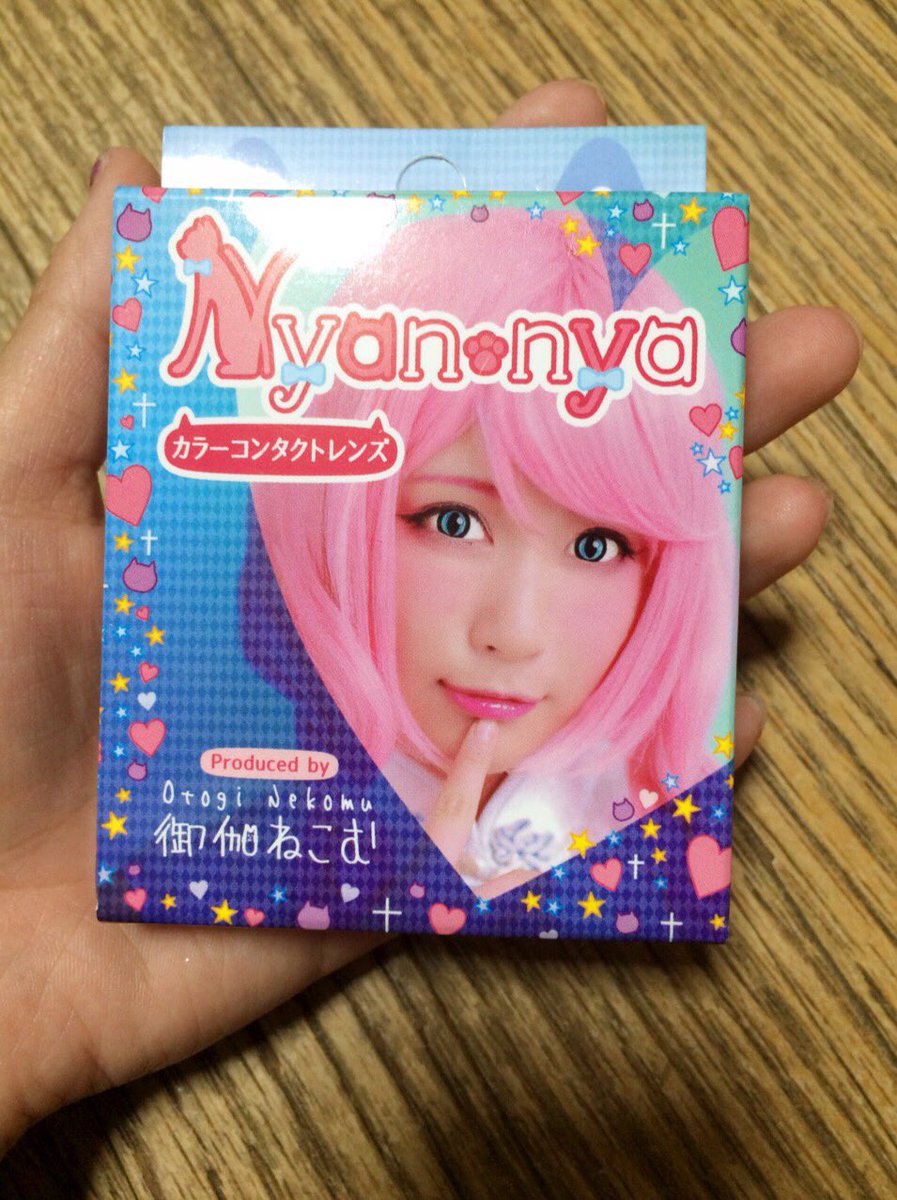 Nyan•nya
カラーコンタクトレンズ
Produced by
Otogi Nekomu
御伽ねこむ